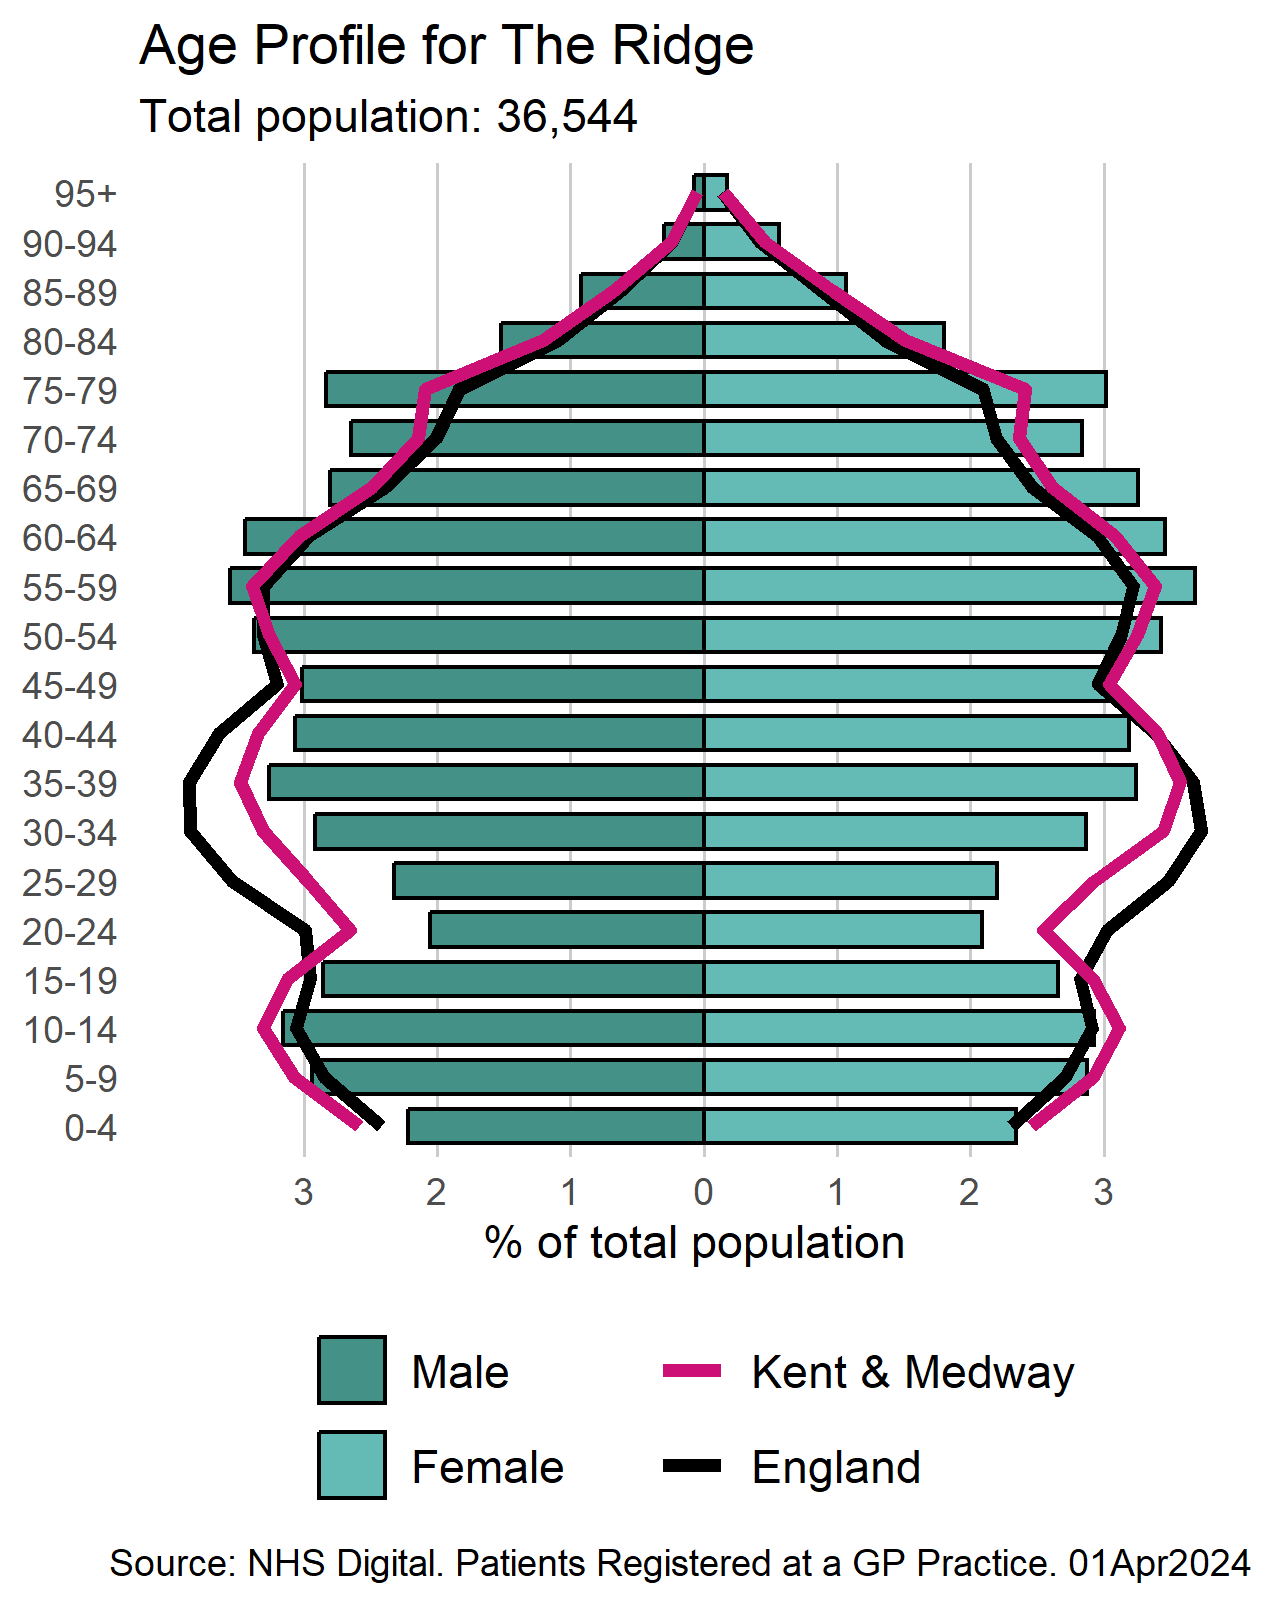 Age Profile for The Ridge
Total population: 36,544
95+
90-94
85-89
80-84
75-79
70-74
65-69
60-64
55-59
50-54
45-49
40-44
35-39
30-34
25-29
20-24
15-19
10-14
5-9
0-4
3 2 1 0 1 2 3
% of total population
Male Kent & Medway
Female England
Source: NHS Digital. Patients Registered at a GP Practice. 01Apr2024